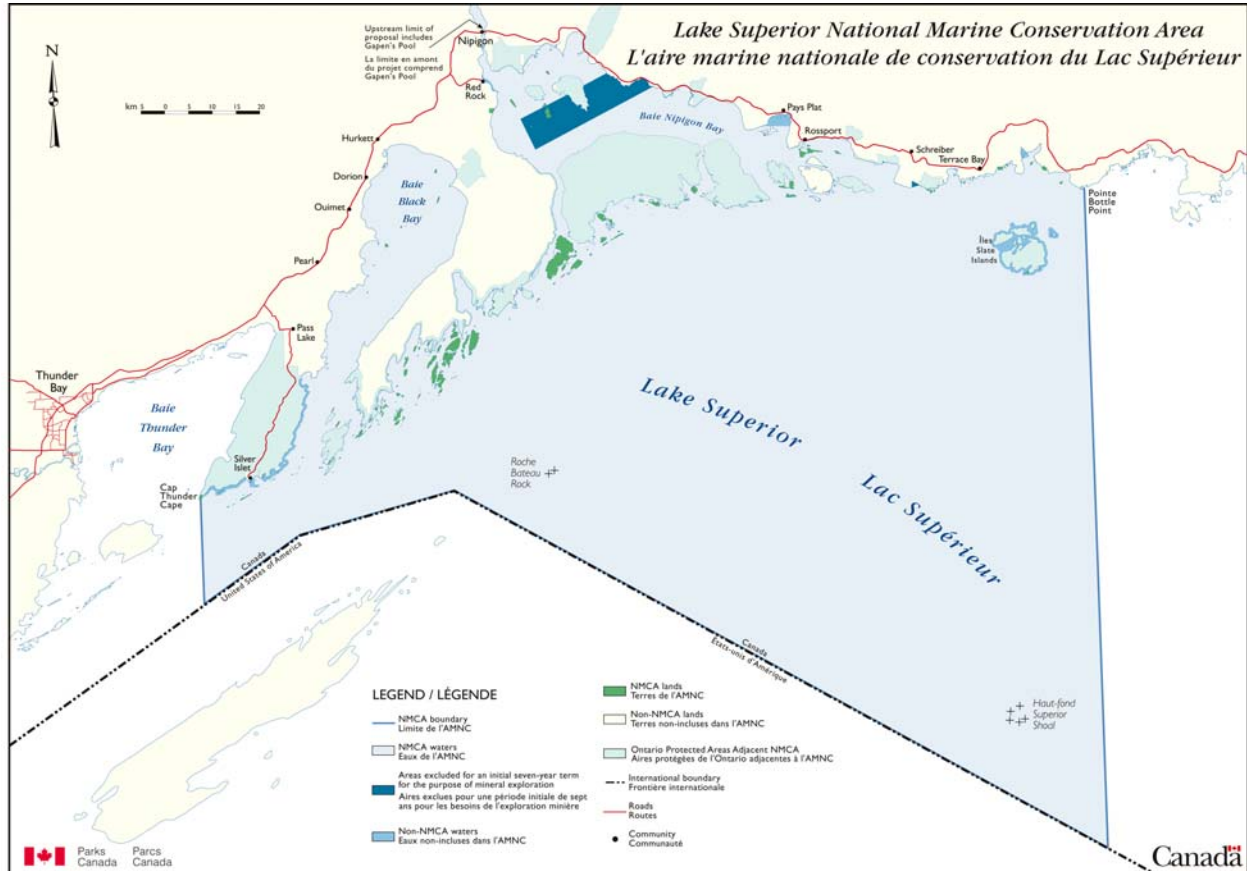 Lake Superior National Marine Conservation Area
L'aire marine nationale de conservation du Lac Supérieur
Upstream limit of
proposal includes
Gapen's Pool
La limite en amont
du projet comprend
Gapen's Pool
N
km 5 0 5 10 15 20
Nipigon
Red
Rock
Hurkett
Dorion
Ouimet
Pearl
Pass
Lake
Thunder
Bay
Silver
Islet
Baie
Black
Bay
Baie
Thunder
Bay
Cap
Thunder
Cape
Baie Nipigon Bay
Pays Plat
Rossport
Schreiber
Terrace Bay
Pointe
Bottle
Point
Îles
Slate
Islands
Lake Superior
Lac Supérieur
Roche
Bateau
Rock
Canada
United States of America
Canada
États-unis d'Amérique
Haut-fond
Superior
Shoal
LEGEND / LÉGENDE
NMCA boundary
Limite de l'AMNC
NMCA waters
Eaux de l'AMNC
Areas excluded for an initial seven-year term
for the purpose of mineral exploration
Aires exclues pour une période initiale de sept
ans pour les besoins de l'exploration minière
Non-NMCA waters
Eaux non-incluses dans l'AMNC
NMCA lands
Terres de l'AMNC
Non-NMCA lands
Terres non-incluses dans l'AMNC
Ontario Protected Areas Adjacent NMCA
Aires protégées de l'Ontario adjacentes à l'AMNC
International boundary
Frontière internationale
Roads
Routes
Community
Communauté
Parks
Canada
Parcs
Canada
Canada